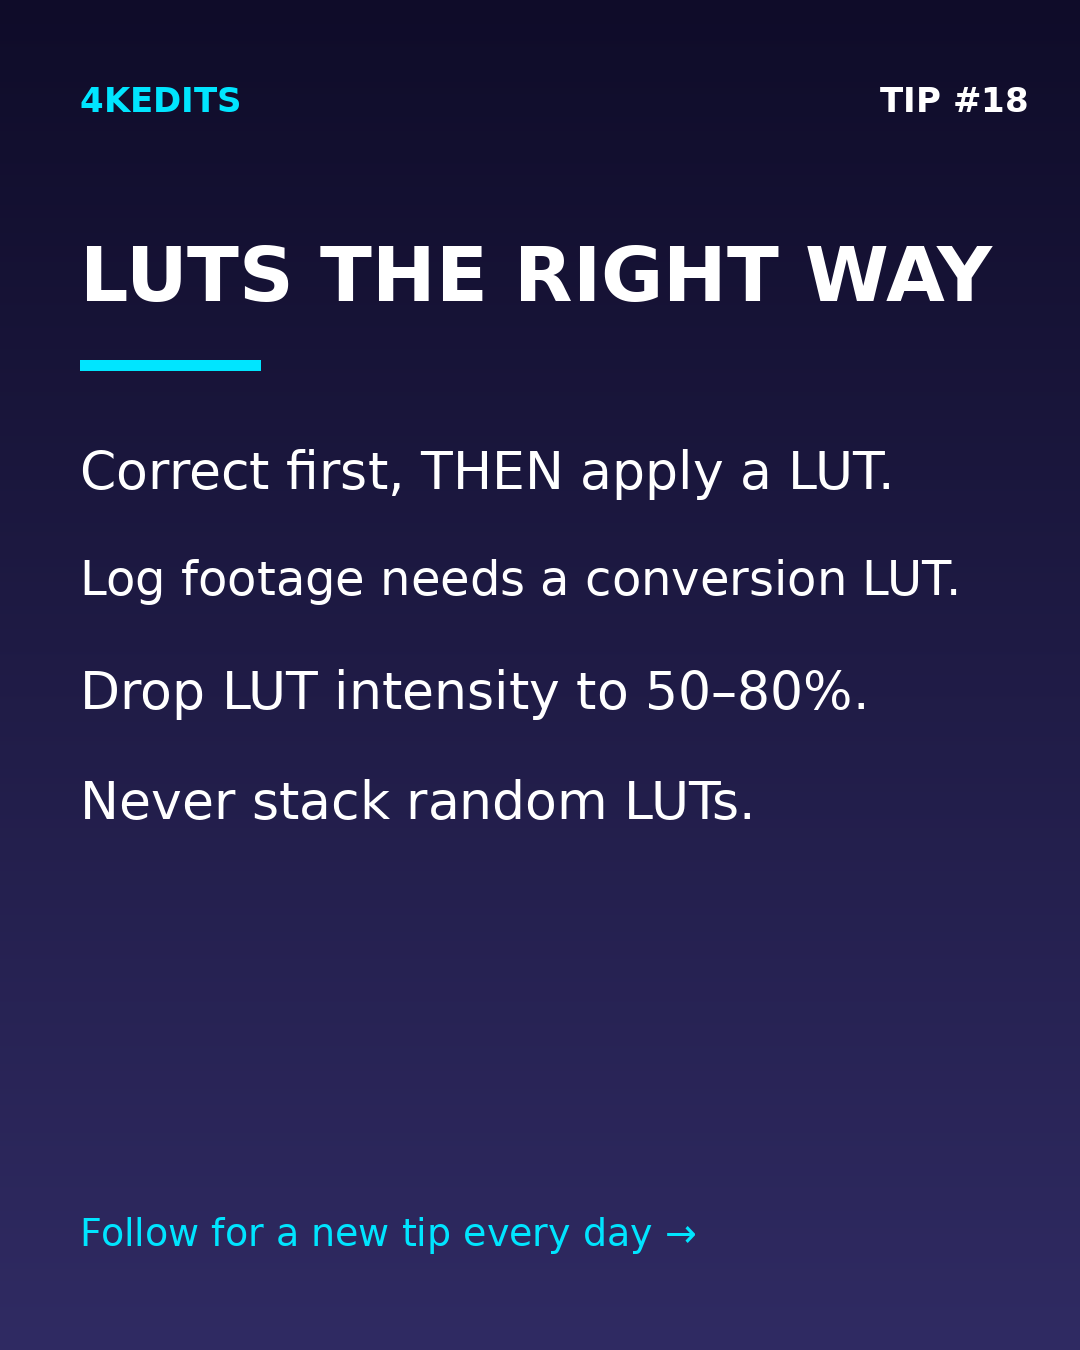 4KEDITS
TIP #18
LUTS THE RIGHT WAY
Correct first, THEN apply a LUT.
Log footage needs a conversion LUT.
Drop LUT intensity to 50–80%.
Never stack random LUTs.
Follow for a new tip every day →